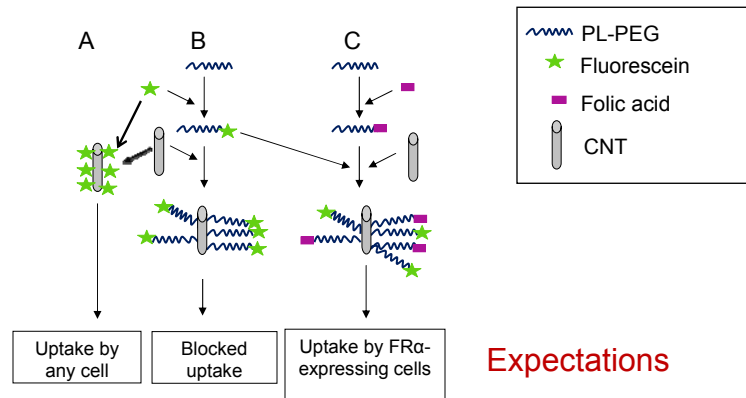 A
B
C
PL-PEG
Fluorescein
Folic acid
CNT
Uptake by
any cell
Blocked
uptake
Uptake by FRα-
expressing cells
Expectations